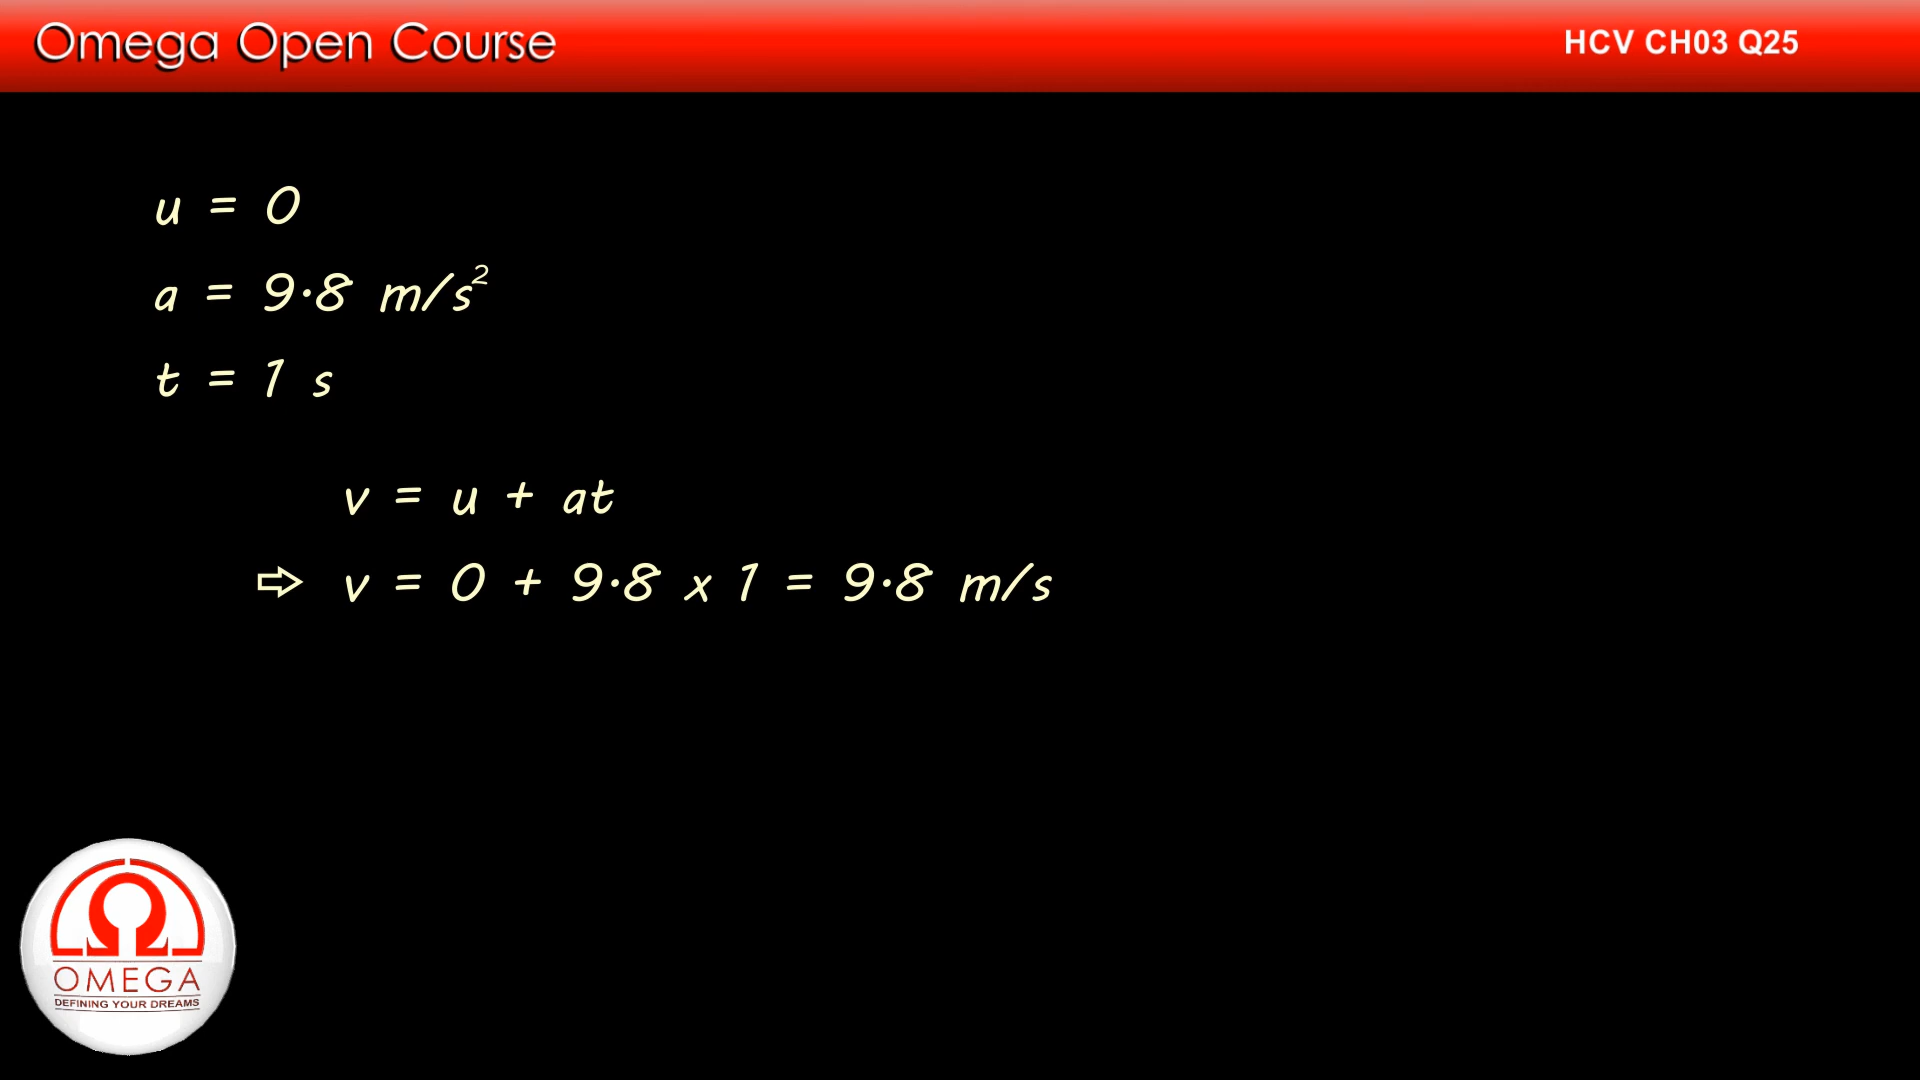 Omega Open Course
HCV CH03 Q25
u = 0
a = 9.8 m/s²
t = 1 s
v = u + at
⇨ v = 0 + 9.8 x 1 = 9.8 m/s
OMEGA
DEFINING YOUR DREAMS